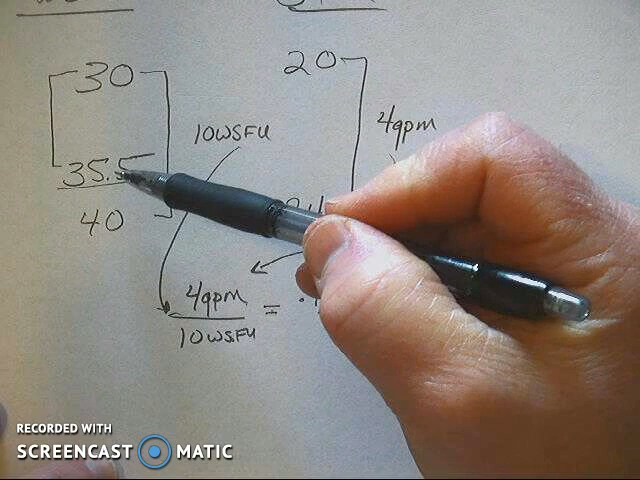 30
20
10WSFU
4gpm
35.5
40
4gpm
=
10WSFU
RECORDED WITH
SCREENCAST MATIC